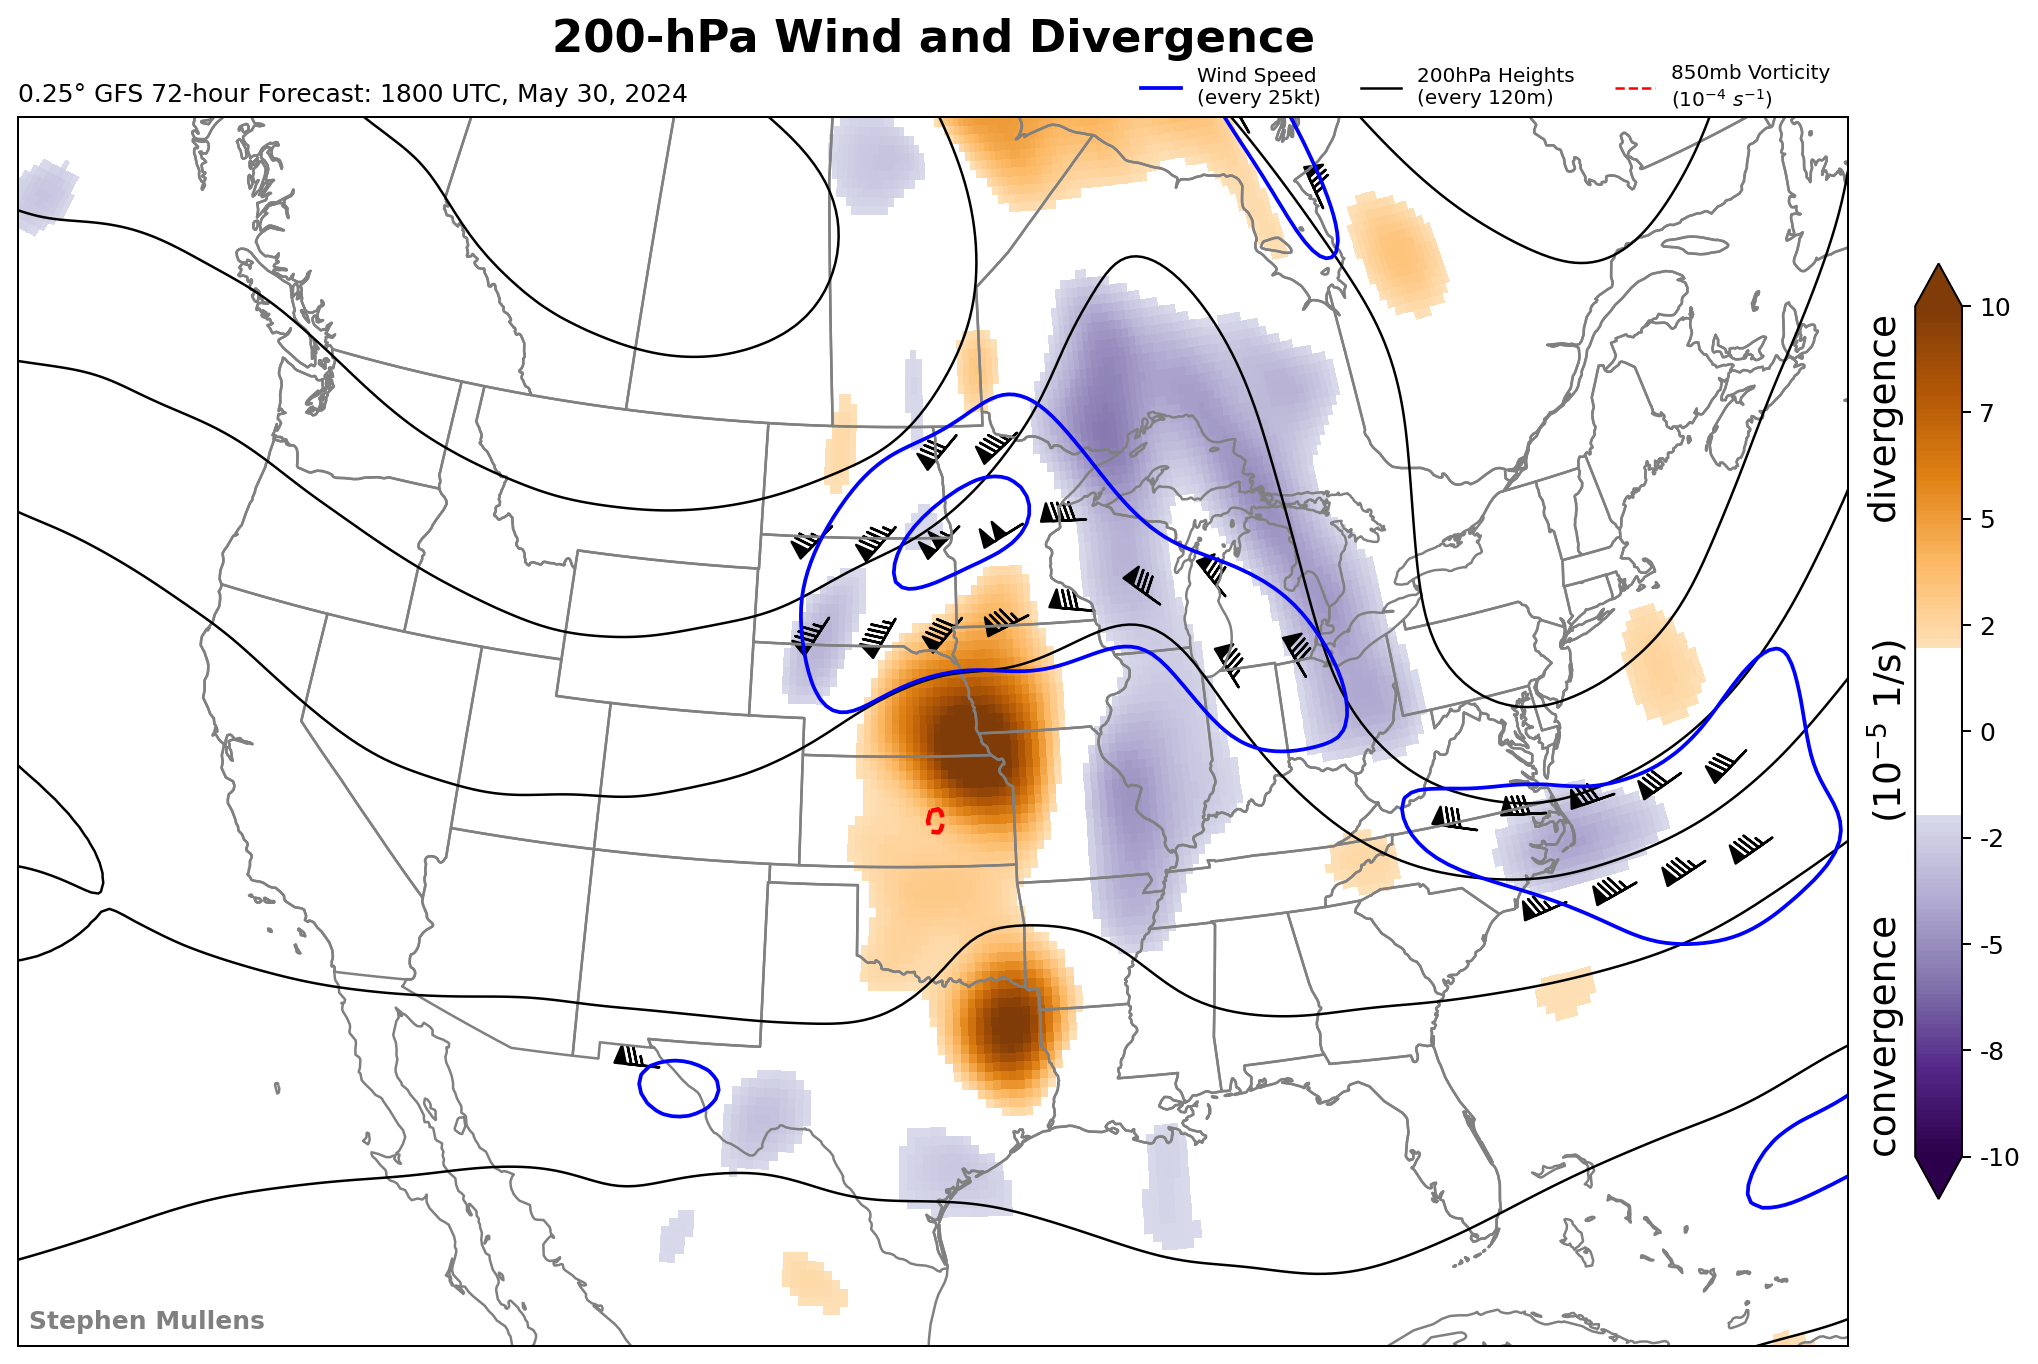 200-hPa Wind and Divergence
0.25° GFS 72-hour Forecast: 1800 UTC, May 30, 2024
Wind Speed
(every 25kt)
200hPa Heights
(every 120m)
850mb Vorticity
(10⁻⁴ s⁻¹)
10
7
5
2
0
-2
-5
-8
-10
convergence (10⁻⁵ 1/s) divergence
Stephen Mullens